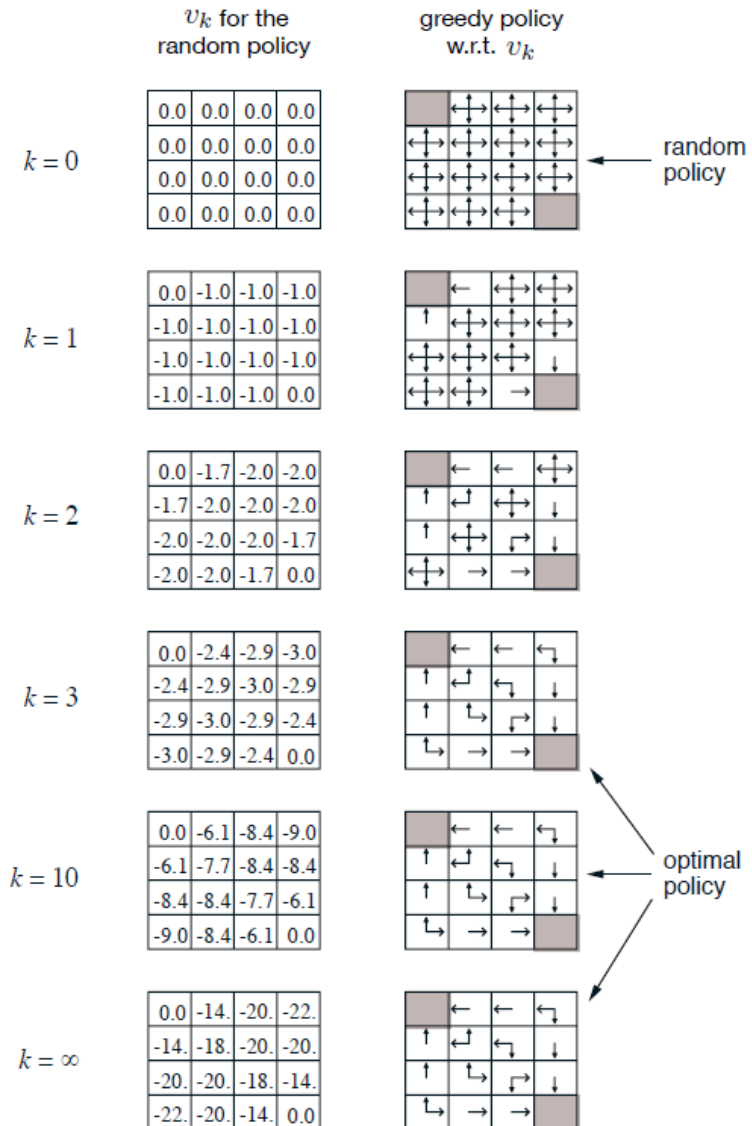 v_k for the random policy
greedy policy w.r.t. v_k
k = 0
0.0 0.0 0.0 0.0
0.0 0.0 0.0 0.0
0.0 0.0 0.0 0.0
0.0 0.0 0.0 0.0
random policy
k = 1
0.0 -1.0 -1.0 -1.0
-1.0 -1.0 -1.0 -1.0
-1.0 -1.0 -1.0 -1.0
-1.0 -1.0 -1.0 0.0
k = 2
0.0 -1.7 -2.0 -2.0
-1.7 -2.0 -2.0 -2.0
-2.0 -2.0 -2.0 -1.7
-2.0 -2.0 -1.7 0.0
k = 3
0.0 -2.4 -2.9 -3.0
-2.4 -2.9 -3.0 -2.9
-2.9 -3.0 -2.9 -2.4
-3.0 -2.9 -2.4 0.0
k = 10
0.0 -6.1 -8.4 -9.0
-6.1 -7.7 -8.4 -8.4
-8.4 -8.4 -7.7 -6.1
-9.0 -8.4 -6.1 0.0
optimal policy
k = ∞
0.0 -14. -20. -22.
-14. -18. -20. -20.
-20. -20. -18. -14.
-22. -20. -14. 0.0